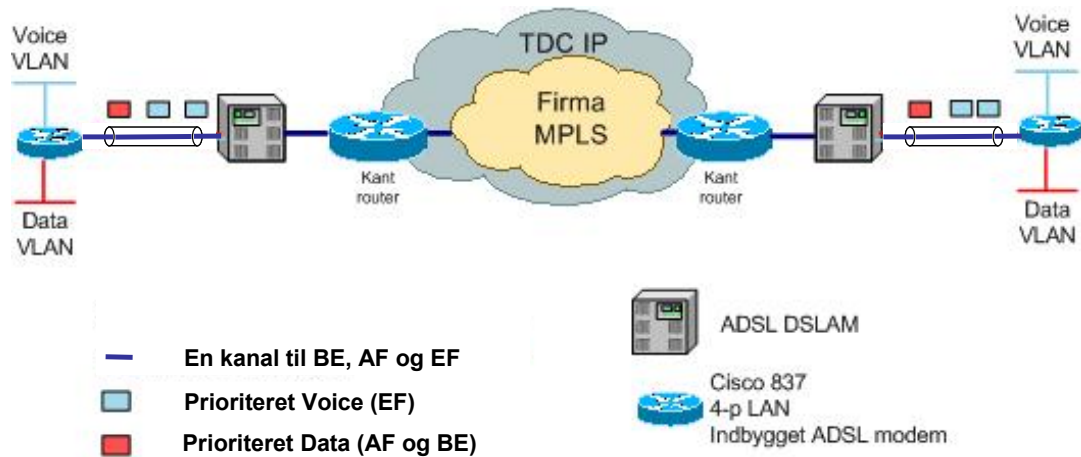 Voice
VLAN
TDC IP
Firma
MPLS
Voice
VLAN
Kant
router
Kant
router
Data
VLAN
Data
VLAN
ADSL DSLAM
En kanal til BE, AF og EF
Prioriteret Voice (EF)
Prioriteret Data (AF og BE)
Cisco 837
4-p LAN
Indbygget ADSL modem